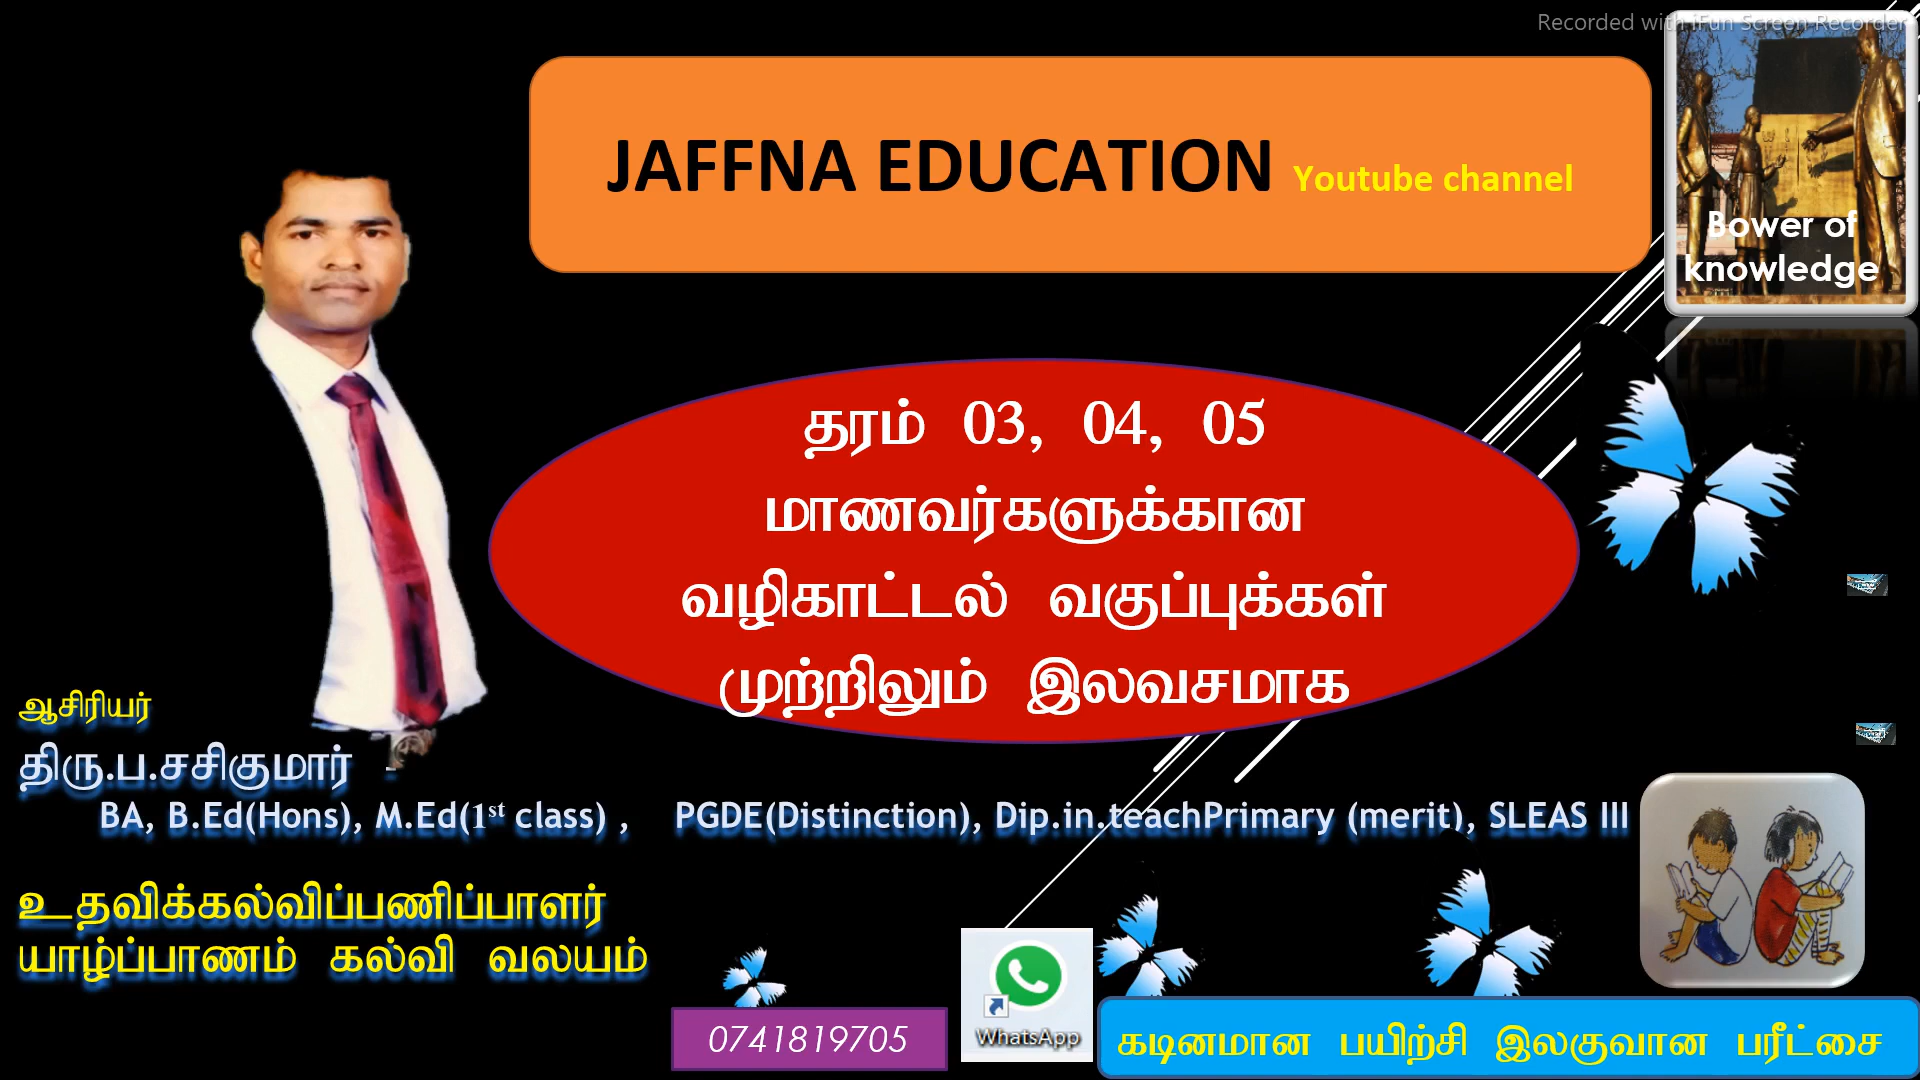 Recorded with iFun Screen Recorder
JAFFNA EDUCATION Youtube channel
Bower of
knowledge
தரம் 03, 04, 05
மாணவர்களுக்கான
வழிகாட்டல் வகுப்புக்கள்
முற்றிலும் இலவசமாக
ஆசிரியர்
திரு.ப.சசிகுமார்
BA, B.Ed(Hons), M.Ed(1st class) , PGDE(Distinction), Dip.in.teachPrimary (merit), SLEAS III
உதவிக்கல்விப்பணிப்பாளர்
யாழ்ப்பாணம் கல்வி வலயம்
0741819705
WhatsApp
கடினமான பயிற்சி இலகுவான பரீட்சை